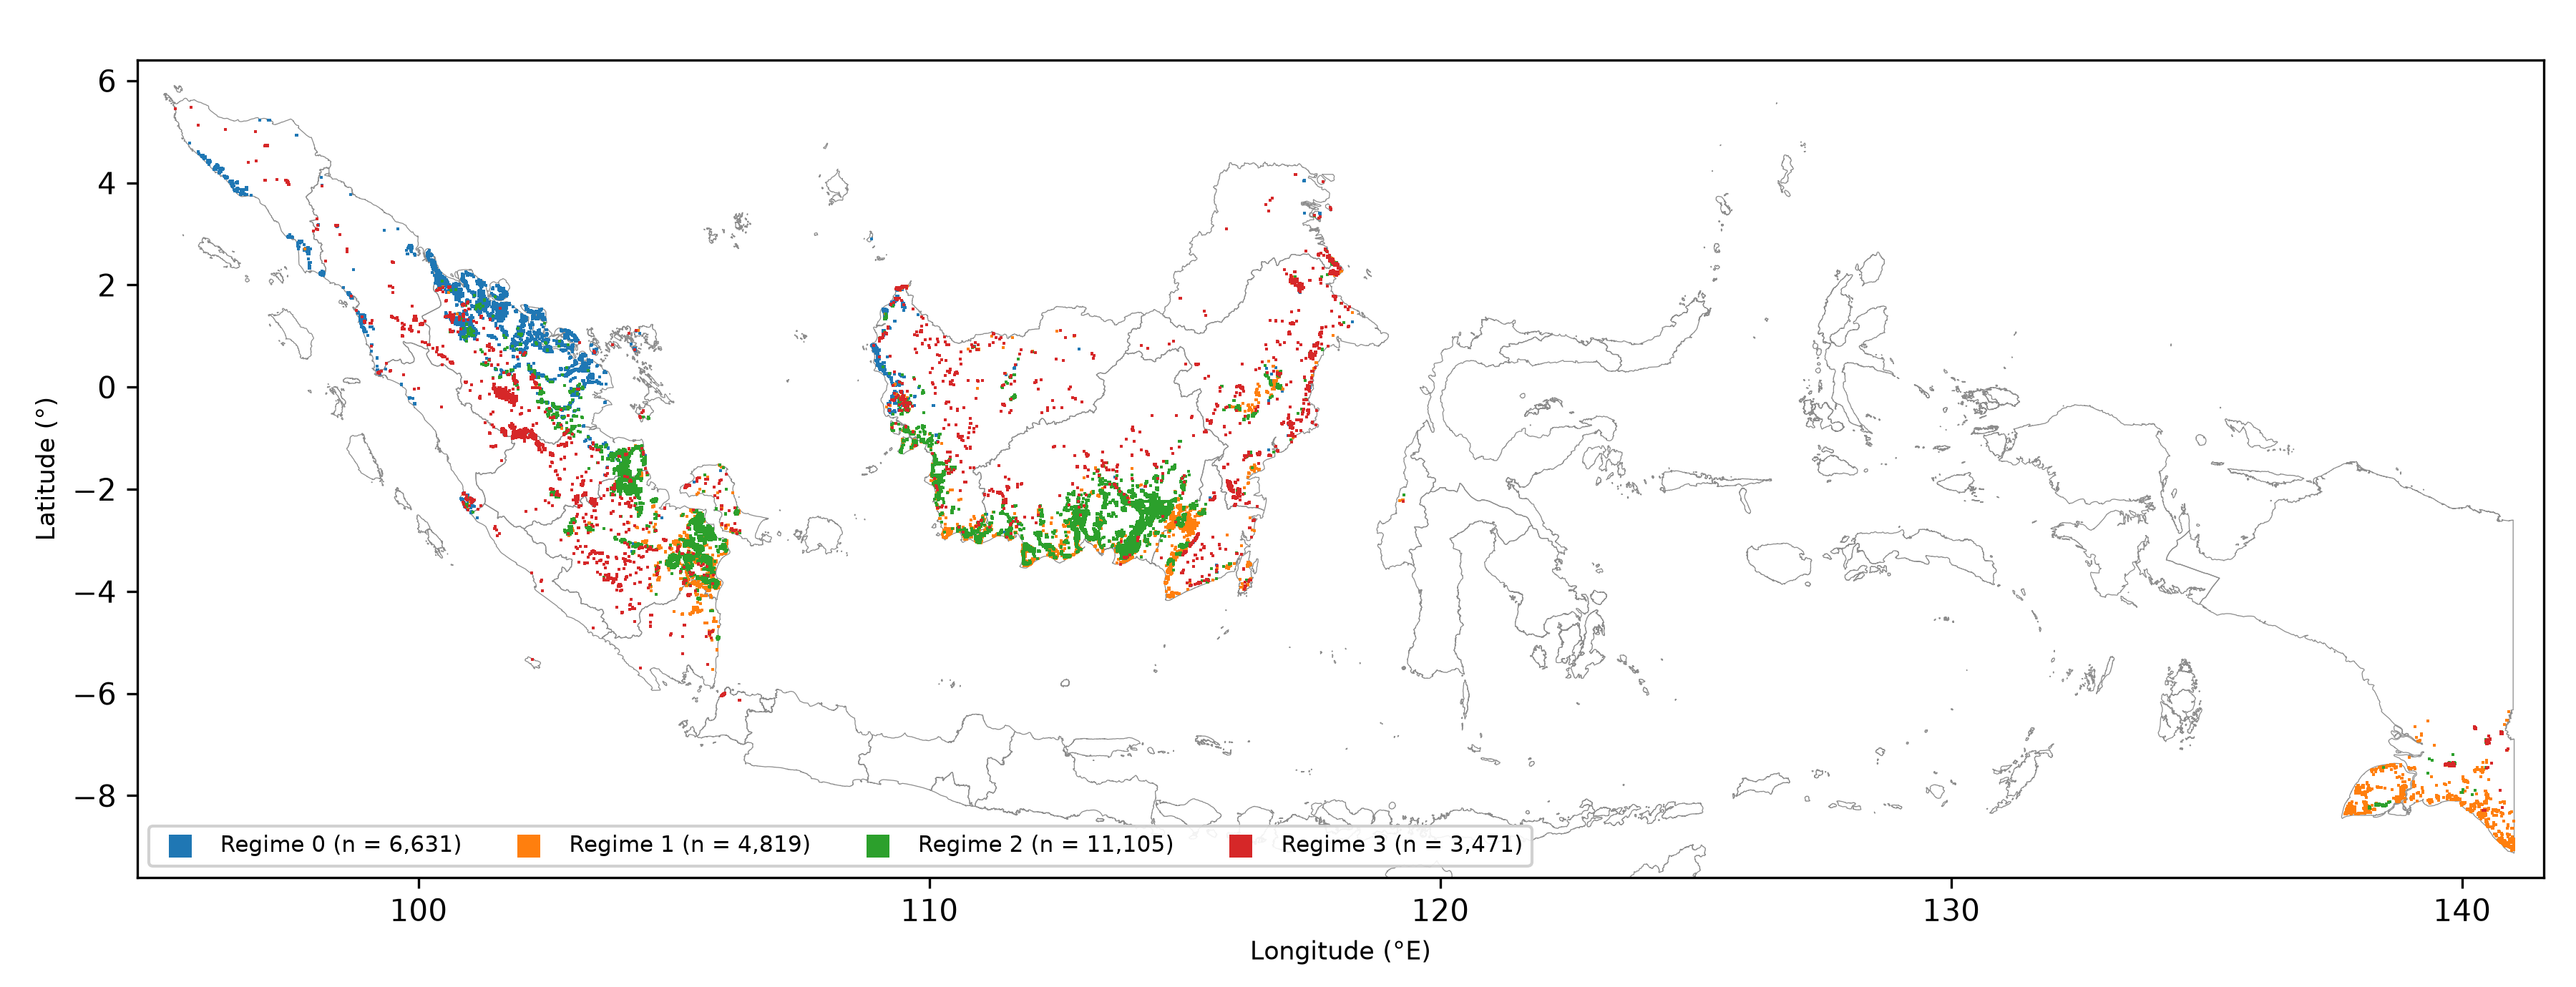 6
4
2
0
−2
−4
−6
−8
Latitude (°)
Regime 0 (n = 6,631)
Regime 1 (n = 4,819)
Regime 2 (n = 11,105)
Regime 3 (n = 3,471)
100
110
120
130
140
Longitude (°E)